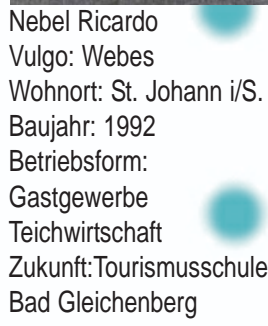 Nebel Ricardo
Vulgo: Webes
Wohnort: St. Johann i/S.
Baujahr: 1992
Betriebsform:
Gastgewerbe
Teichwirtschaft
Zukunft:Tourismusschule
Bad Gleichenberg